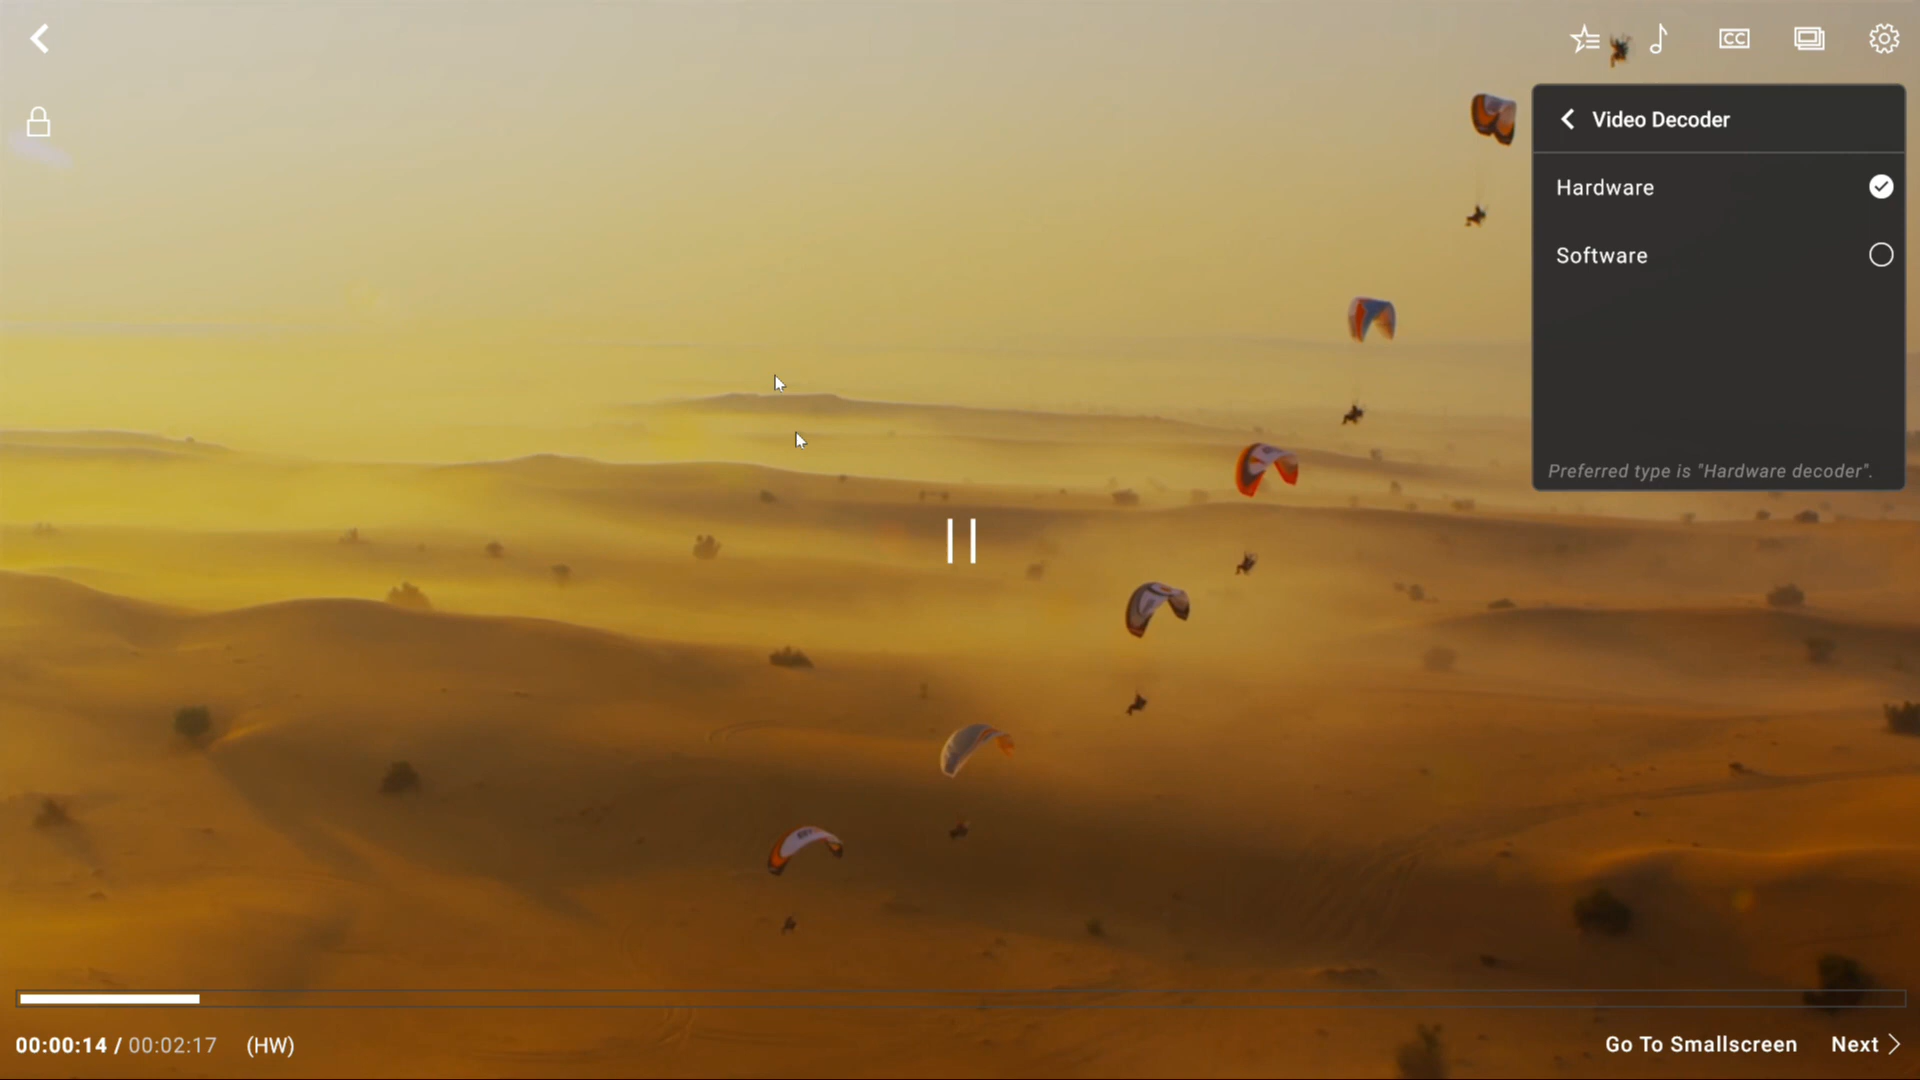 CC
Video Decoder
Hardware
Software
Preferred type is "Hardware decoder".
00:00:14 / 00:02:17 (HW)
Go To Smallscreen Next